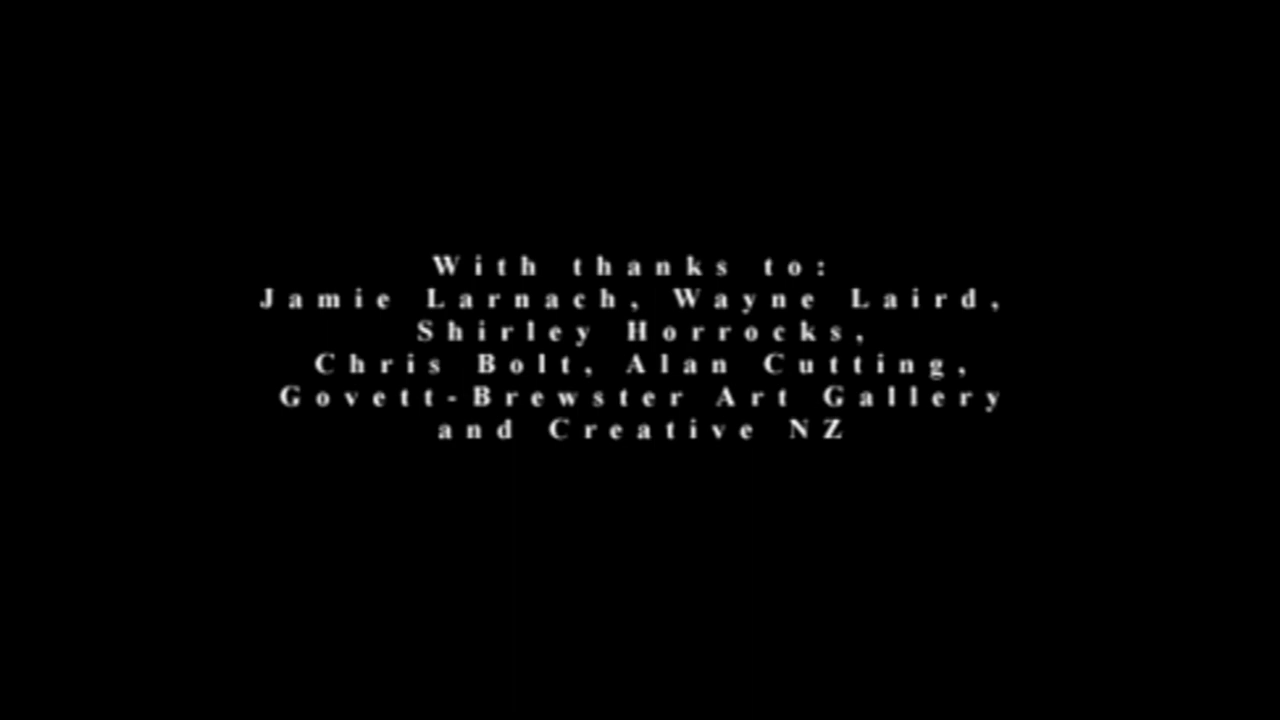 With thanks to:
Jamie Larnach, Wayne Laird,
Shirley Horrocks,
Chris Bolt, Alan Cutting,
Govett-Brewster Art Gallery
and Creative NZ